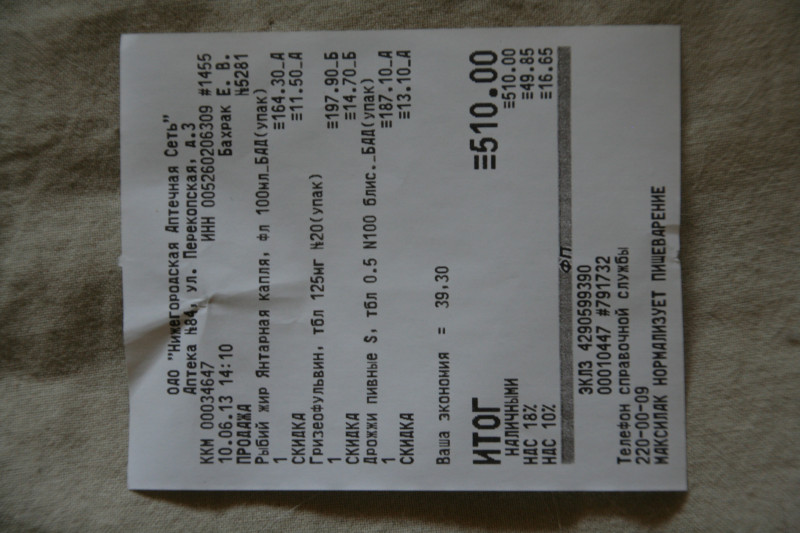 ОАО "Нижегородская Аптечная Сеть"
Аптека №84, ул. Перекопская, д.3
ККМ 00034647 ИНН 005260206309 #1455
10.06.13 14:10 Бахрак Е. В.
ПРОДАЖА №5281
Рыбий жир Янтарная капля, фл 100мл_БАД(упак)
1 ≡164.30_А
СКИДКА ≡11.50_А
Гризеофульвин, тбл 125мг №20(упак)
1 ≡197.90_Б
СКИДКА ≡14.70_Б
Дрожжи пивные S, тбл 0.5 N100 блис._БАД(упак)
1 ≡187.10_А
СКИДКА ≡13.10_А
Ваша экономия = 39,30
ИТОГ ≡510.00
НАЛИЧНЫМИ ≡510.00
НДС 18% ≡49.85
НДС 10% ≡16.65
ФП
ЭКЛЗ 4290599390
00010447 #791732
Телефон справочной службы
220-00-09
МАКСИЛАК НОРМАЛИЗУЕТ ПИЩЕВАРЕНИЕ